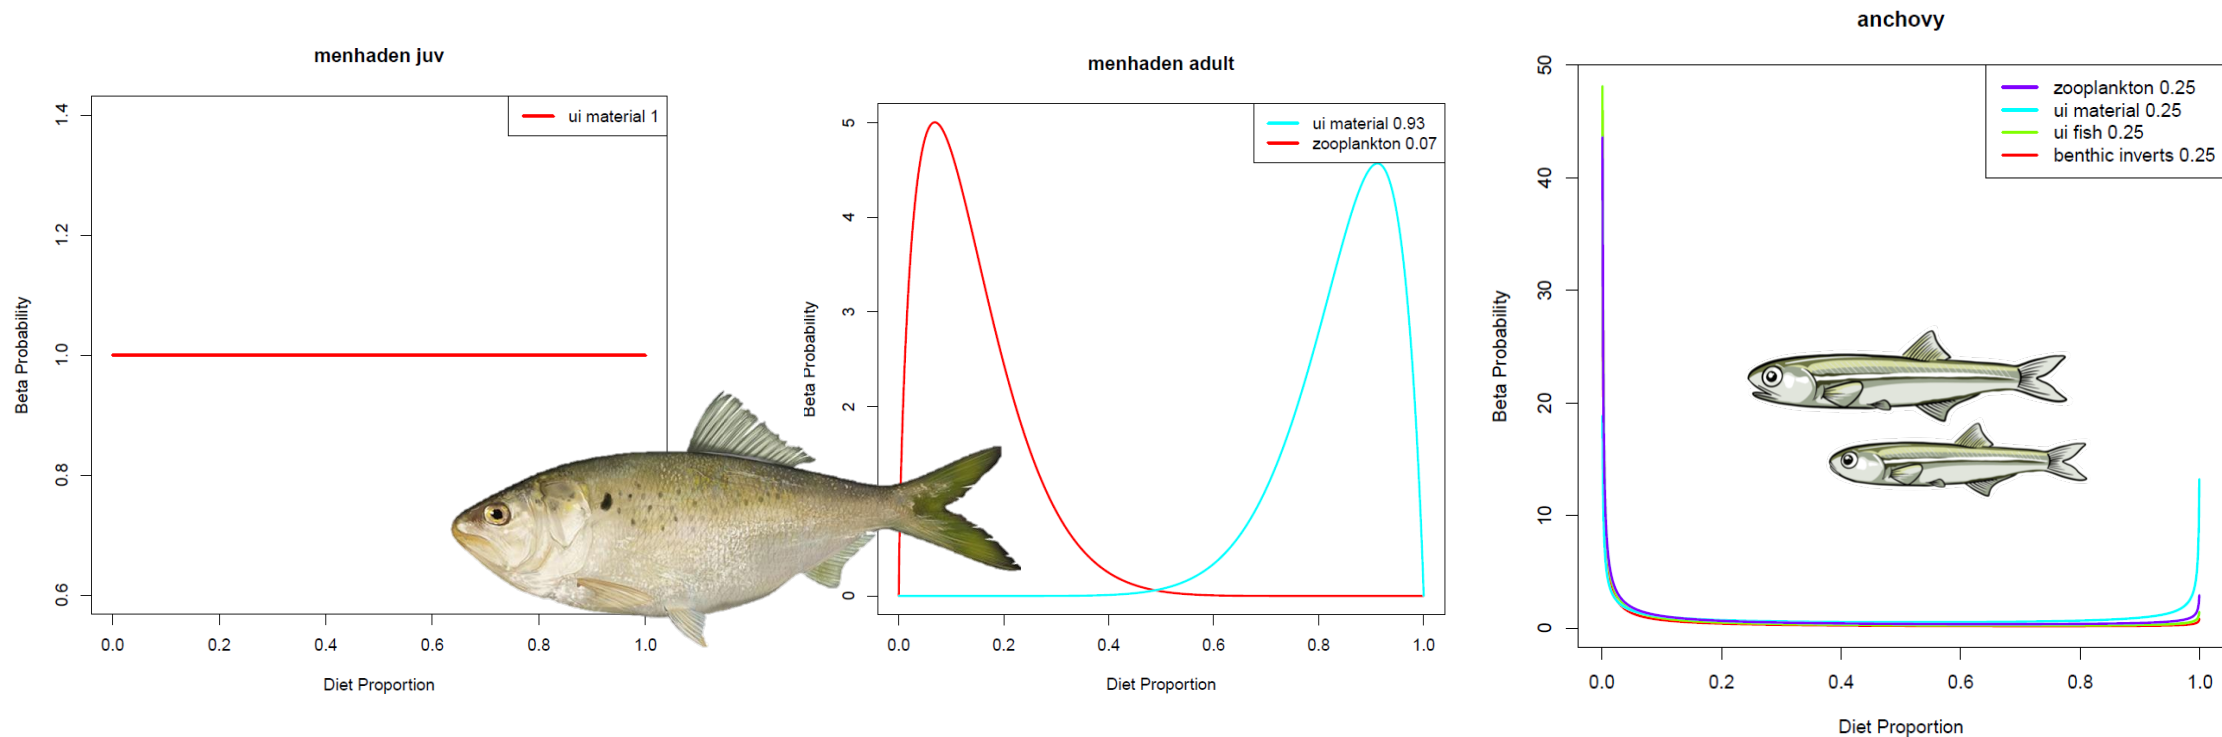 menhaden juv
ui material 1
1.4
1.2
1.0
0.8
0.6
Beta Probability
0.0 0.2 0.4 0.6 0.8 1.0
Diet Proportion
menhaden adult
ui material 0.93
zooplankton 0.07
5
4
3
2
0
Beta Probability
0.0 0.2 0.4 0.6 0.8 1.0
Diet Proportion
anchovy
zooplankton 0.25
ui material 0.25
ui fish 0.25
benthic inverts 0.25
50
40
30
20
10
0
Beta Probability
0.0 0.2 0.4 0.6 0.8 1.0
Diet Proportion